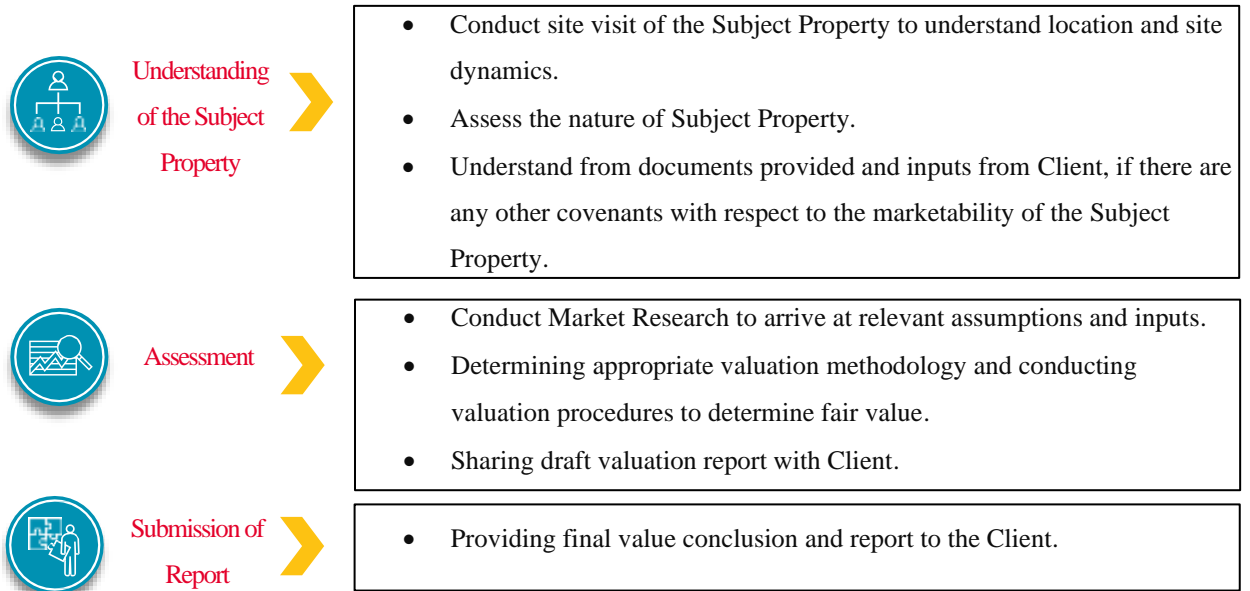 Understanding
of the Subject
Property
• Conduct site visit of the Subject Property to understand location and site
dynamics.
• Assess the nature of Subject Property.
• Understand from documents provided and inputs from Client, if there are
any other covenants with respect to the marketability of the Subject
Property.
Assessment
• Conduct Market Research to arrive at relevant assumptions and inputs.
• Determining appropriate valuation methodology and conducting
valuation procedures to determine fair value.
• Sharing draft valuation report with Client.
Submission of
Report
• Providing final value conclusion and report to the Client.